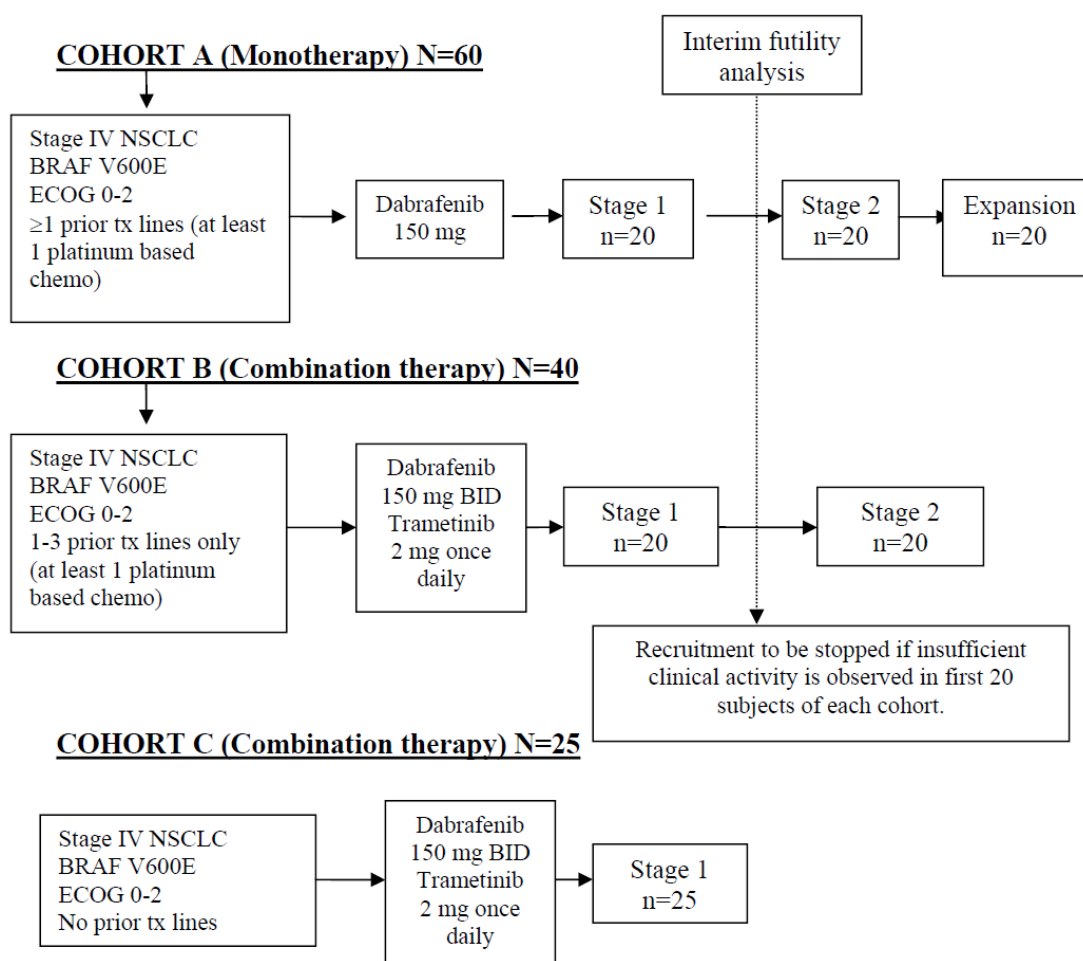 COHORT A (Monotherapy) N=60
Interim futility
analysis
Stage IV NSCLC
BRAF V600E
ECOG 0-2
≥1 prior tx lines (at least
1 platinum based
chemo)
Dabrafenib
150 mg
Stage 1
n=20
Stage 2
n=20
Expansion
n=20
COHORT B (Combination therapy) N=40
Stage IV NSCLC
BRAF V600E
ECOG 0-2
1-3 prior tx lines only
(at least 1 platinum
based chemo)
Dabrafenib
150 mg BID
Trametinib
2 mg once
daily
Stage 1
n=20
Stage 2
n=20
Recruitment to be stopped if insufficient
clinical activity is observed in first 20
subjects of each cohort.
COHORT C (Combination therapy) N=25
Stage IV NSCLC
BRAF V600E
ECOG 0-2
No prior tx lines
Dabrafenib
150 mg BID
Trametinib
2 mg once
daily
Stage 1
n=25